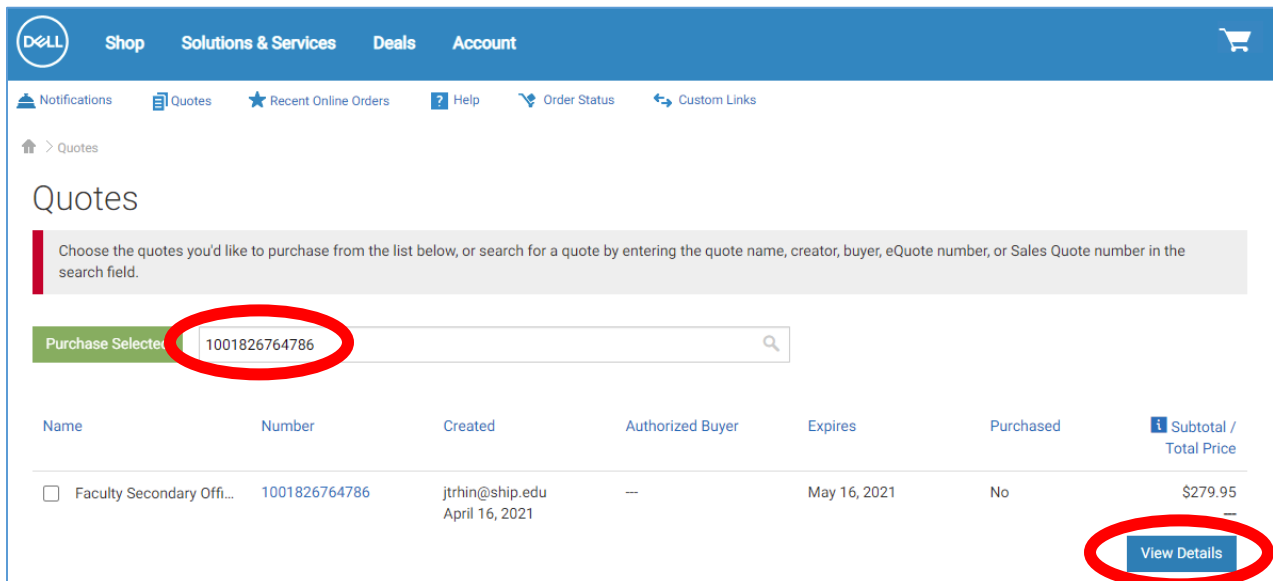 DELL Shop Solutions & Services Deals Account
Notifications Quotes Recent Online Orders ? Help Order Status Custom Links
> Quotes
Quotes
Choose the quotes you'd like to purchase from the list below, or search for a quote by entering the quote name, creator, buyer, eQuote number, or Sales Quote number in the
search field.
Purchase Selected 1001826764786
Name Number Created Authorized Buyer Expires Purchased i Subtotal /
Total Price
Faculty Secondary Offi... 1001826764786 jtrhin@ship.edu --- May 16, 2021 No $279.95
April 16, 2021 ---
View Details